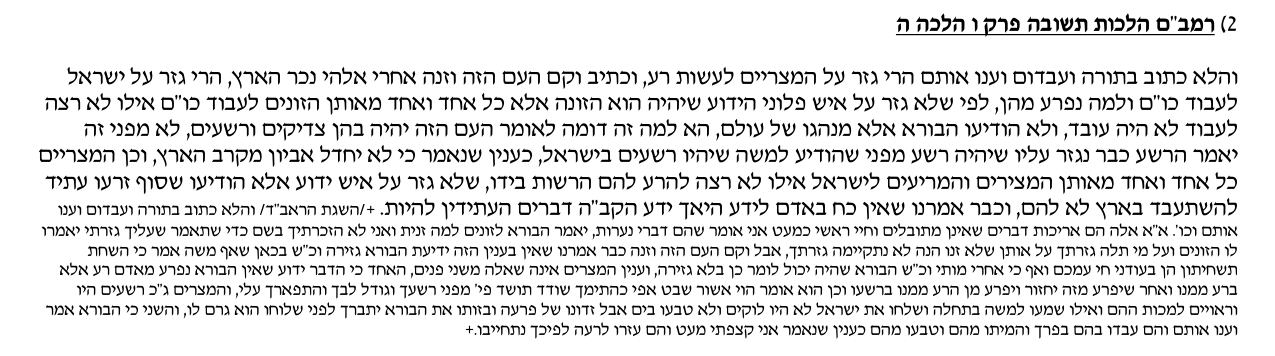 2) רמב"ם הלכות תשובה פרק ו הלכה ה
והלא כתוב בתורה ועבדום וענו אותם הרי גזר על המצריים לעשות רע, וכתיב וקם העם הזה וזנה אחרי אלהי נכר הארץ, הרי גזר על ישראל
לעבוד כו"ם ולמה נפרע מהן, לפי שלא גזר על איש פלוני הידוע שיהיה הוא הזונה אלא כל אחד ואחד מאותן הזונים לעבוד כו"ם אילו לא רצה
לעבוד לא היה עובד, ולא הודיעו הבורא אלא מנהגו של עולם, הא למה זה דומה לאומר העם הזה יהיה בהן צדיקים ורשעים, לא מפני זה
יאמר הרשע כבר נגזר עליו שיהיה רשע מפני שהודיע למשה שיהיו רשעים בישראל, כענין שנאמר כי לא יחדל אביון מקרב הארץ, וכן המצריים
כל אחד ואחד מאותן המצירים והמריעים לישראל אילו לא רצה להרע להם הרשות בידו, שלא גזר על איש ידוע אלא הודיעו שסוף זרעו עתיד
להשתעבד בארץ לא להם, וכבר אמרנו שאין כח באדם לידע היאך ידע הקב"ה דברים העתידין להיות. +/השגת הראב"ד/ והלא כתוב בתורה ועבדום וענו
אותם וכו'. א"א אלה הם אריכות דברים שאינן מתובלים וחיי ראשי כמעט אני אומר שהם דברי נערות, יאמר הבורא לזונים למה זנית ואני לא הזכרתיך בשם כדי שתאמר שעליך גזרתי יאמרו
לו הזונים ועל מי תלה גזרתך על אותן שלא זנו הנה לא נתקיימה גזרתך, אבל וקם העם הזה וזנה כבר אמרנו שאין בענין הזה ידיעת הבורא גזירה וכ"ש בכאן שאף משה אמר כי השחת
תשחיתון הן בעודני חי עמכם ואף כי אחרי מותי וכ"ש הבורא שהיה יכול לומר כן בלא גזירה, וענין המצרים אינה שאלה משני פנים, האחד כי הדבר ידוע שאין הבורא נפרע מאדם רע אלא
ברע ממנו ואחר שיפרע מזה יחזור ויפרע מן הרע ממנו ברשעו וכן הוא אומר הוי אשור שבט אפי כהתימך שודד תושד פי' מפני רשעך וגודל לבך והתפארך עלי, והמצרים ג"כ רשעים היו
וראויים למכות ההם ואילו שמעו למשה בתחלה ושלחו את ישראל לא היו לוקים ולא טבעו בים אבל זדונו של פרעה ובזותו את הבורא יתברך לפני שלוחו הוא גרם לו, והשני כי הבורא אמר
וענו אותם והם עבדו בהם בפרך והמיתו מהם וטבעו מהם כענין שנאמר אני קצפתי מעט והם עזרו לרעה לפיכך נתחייבו.+